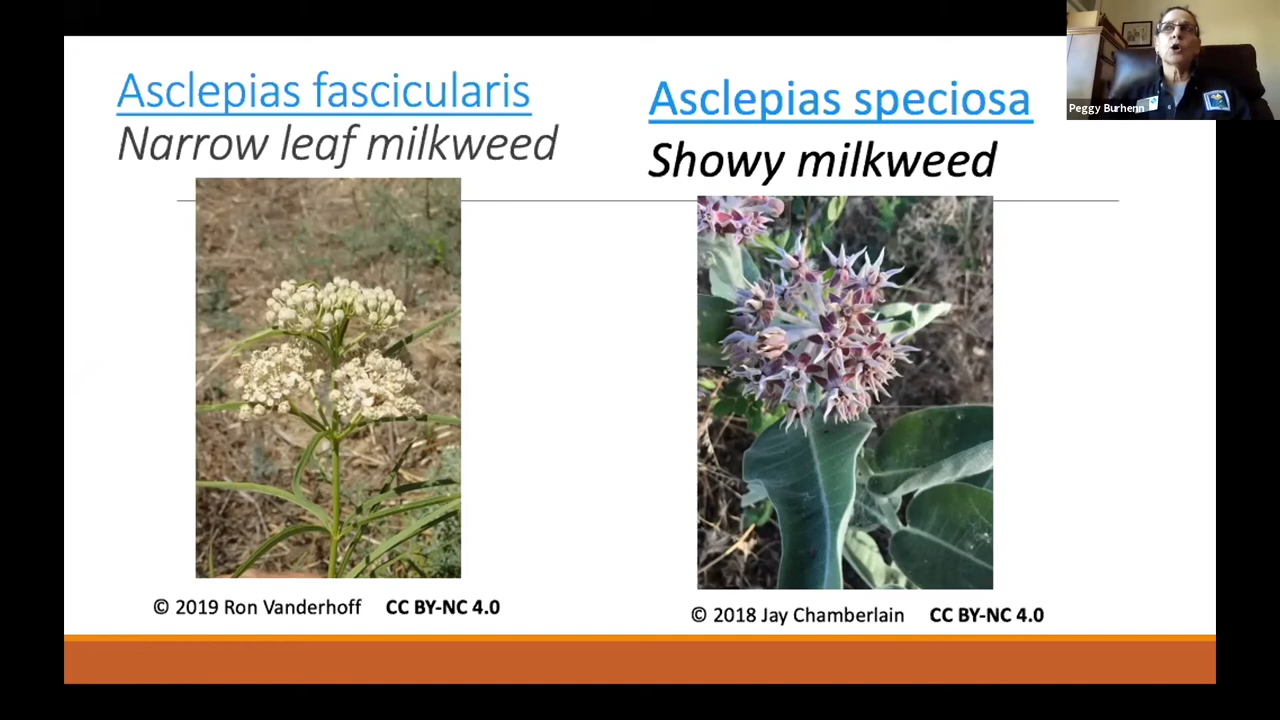 Asclepias fascicularis
Narrow leaf milkweed
Asclepias speciosa
Showy milkweed
Peggy Burhenn
© 2019 Ron Vanderhoff CC BY-NC 4.0
© 2018 Jay Chamberlain CC BY-NC 4.0